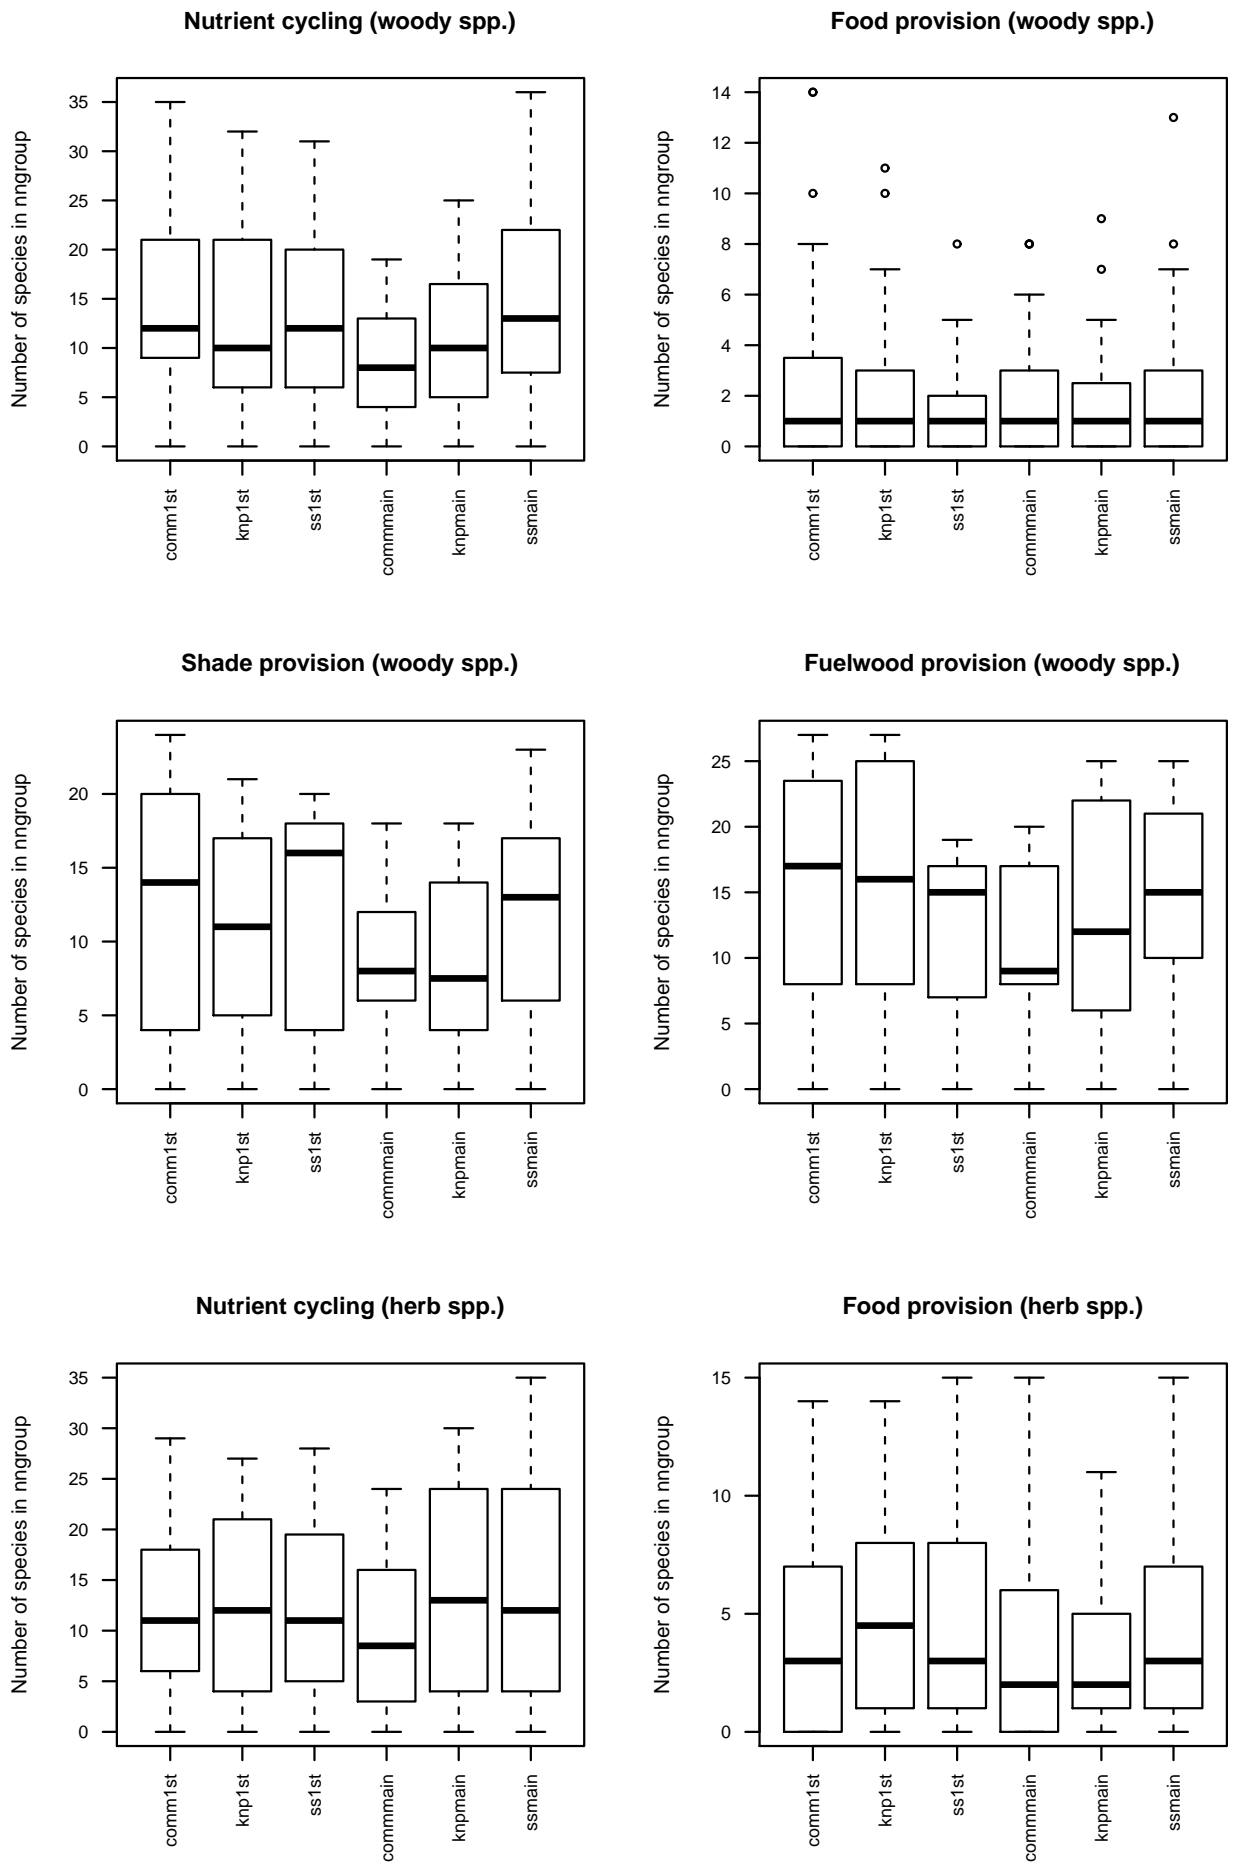 Nutrient cycling (woody spp.)
Number of species in nngroup
35
30
25
20
15
10
5
0
comm1st
knp1st
ss1st
commmain
knpmain
ssmain
Food provision (woody spp.)
Number of species in nngroup
14
12
10
8
6
4
2
0
comm1st
knp1st
ss1st
commmain
knpmain
ssmain
Shade provision (woody spp.)
Number of species in nngroup
20
15
10
5
0
comm1st
knp1st
ss1st
commmain
knpmain
ssmain
Fuelwood provision (woody spp.)
Number of species in nngroup
25
20
15
10
5
0
comm1st
knp1st
ss1st
commmain
knpmain
ssmain
Nutrient cycling (herb spp.)
Number of species in nngroup
35
30
25
20
15
10
5
0
comm1st
knp1st
ss1st
commmain
knpmain
ssmain
Food provision (herb spp.)
Number of species in nngroup
15
10
5
0
comm1st
knp1st
ss1st
commmain
knpmain
ssmain